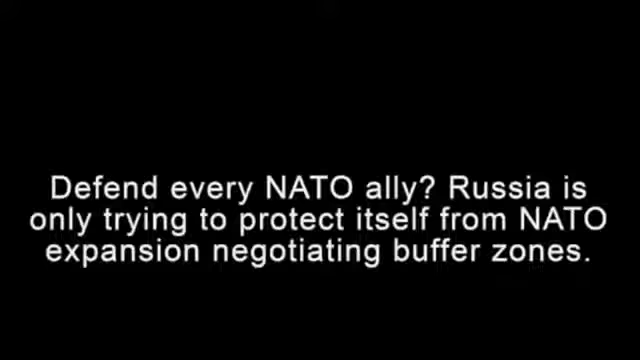 Defend every NATO ally? Russia is
only trying to protect itself from NATO
expansion negotiating buffer zones.